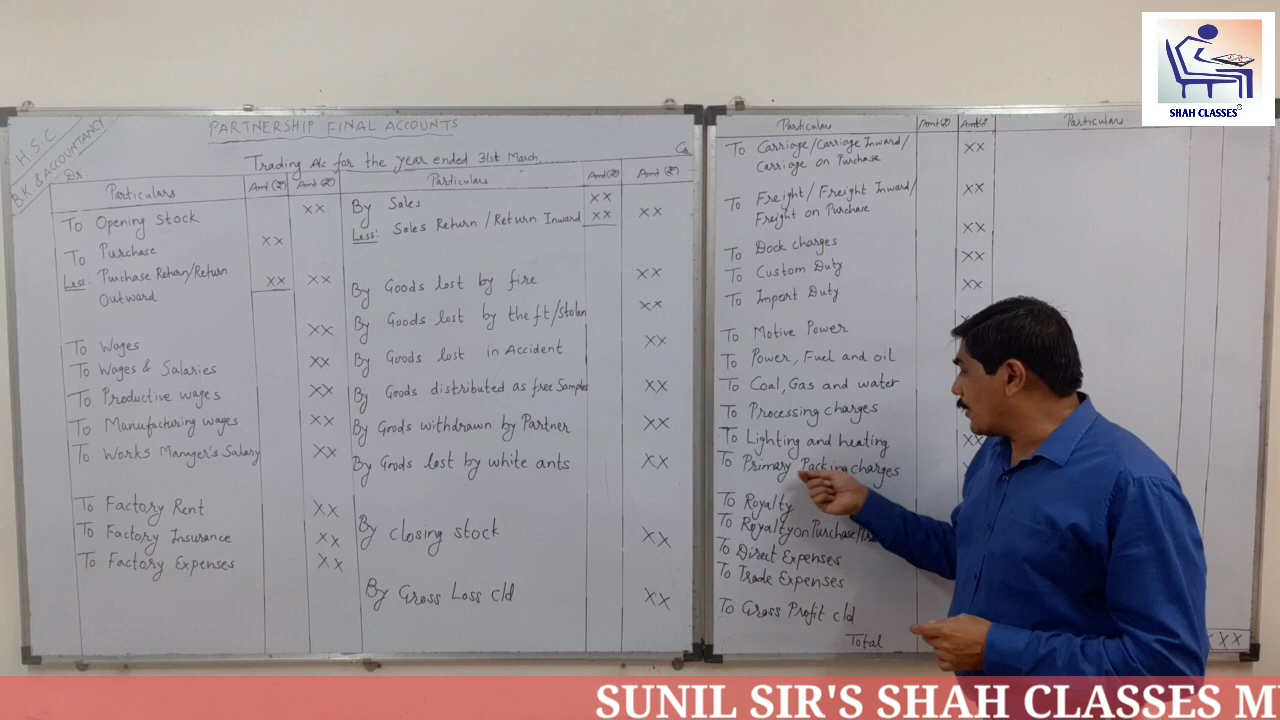 SHAH CLASSES
H.S.C
B.K & ACCOUNTANCY
PARTNERSHIP FINAL ACCOUNTS
Trading A/c for the year ended 31st March......
Dr
Cr
Particulars Amt(₹) Amt(₹) Particulars Amt(₹) Amt(₹)
To Opening Stock xx
To Purchase xx
Less: Purchase Return/Return xx xx
Outward
To Wages xx
To Wages & Salaries xx
To Productive wages xx
To Manufacturing wages xx
To Works Manager's Salary xx
To Factory Rent xx
To Factory Insurance xx
To Factory Expenses xx
By Sales xx
Less: Sales Return/Return Inward xx xx
By Goods lost by fire xx
By Goods lost by theft/stolen xx
By Goods lost in Accident xx
By Goods distributed as free Samples xx
By Goods withdrawn by Partner xx
By Goods lost by white ants xx
By closing stock xx
By Gross Loss c/d xx
Particular Amt(₹) Amt(₹ Particulars
To Carriage/Carriage Inward/ xx
Carriage on Purchase
To Freight/Freight Inward/ xx
Freight on Purchase
To Dock charges xx
To Custom Duty xx
To Import Duty xx
To Motive Power
To Power, Fuel and oil
To Coal, Gas and water
To Processing charges
To Lighting and heating xx
To Primary Packing charges
To Royalty
To Royalty on Purchase/
To Direct Expenses
To Trade Expenses
To Gross Profit c/d
Total xxx
SUNIL SIR'S SHAH CLASSES